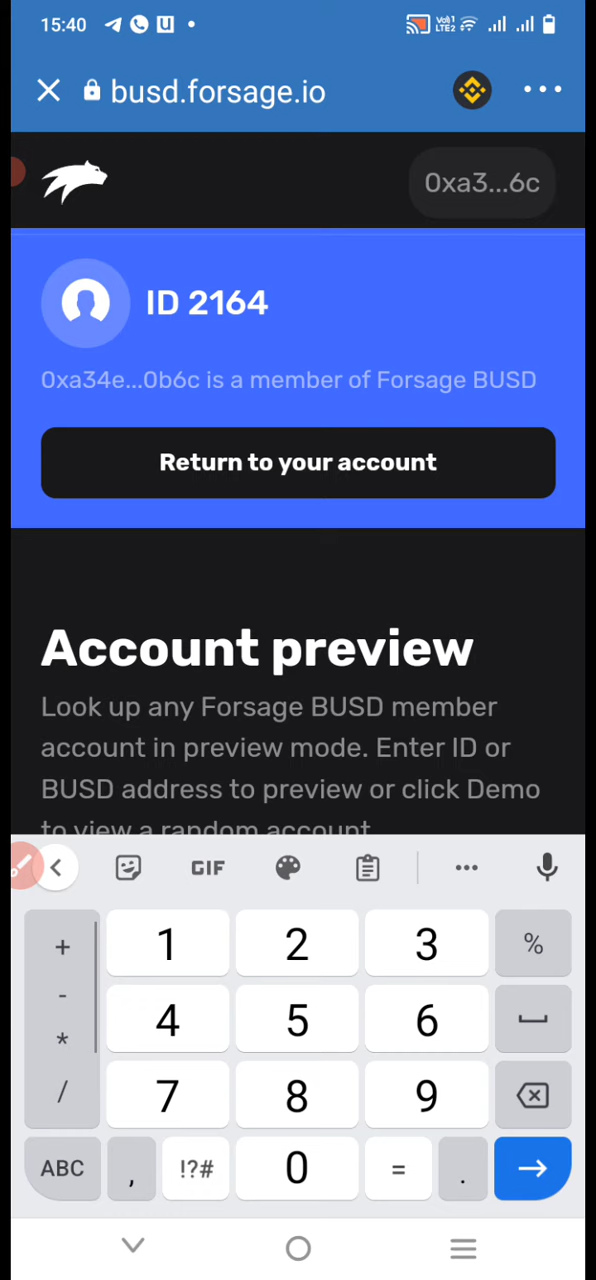 15:40
Vo)) 1
LTE2
busd.forsage.io
0xa3...6c
ID 2164
0xa34e...0b6c is a member of Forsage BUSD
Return to your account
Account preview
Look up any Forsage BUSD member
account in preview mode. Enter ID or
BUSD address to preview or click Demo
to view a random account
GIF
+ 1 2 3 %
- 4 5 6
*
/ 7 8 9
ABC , !?# 0 = .